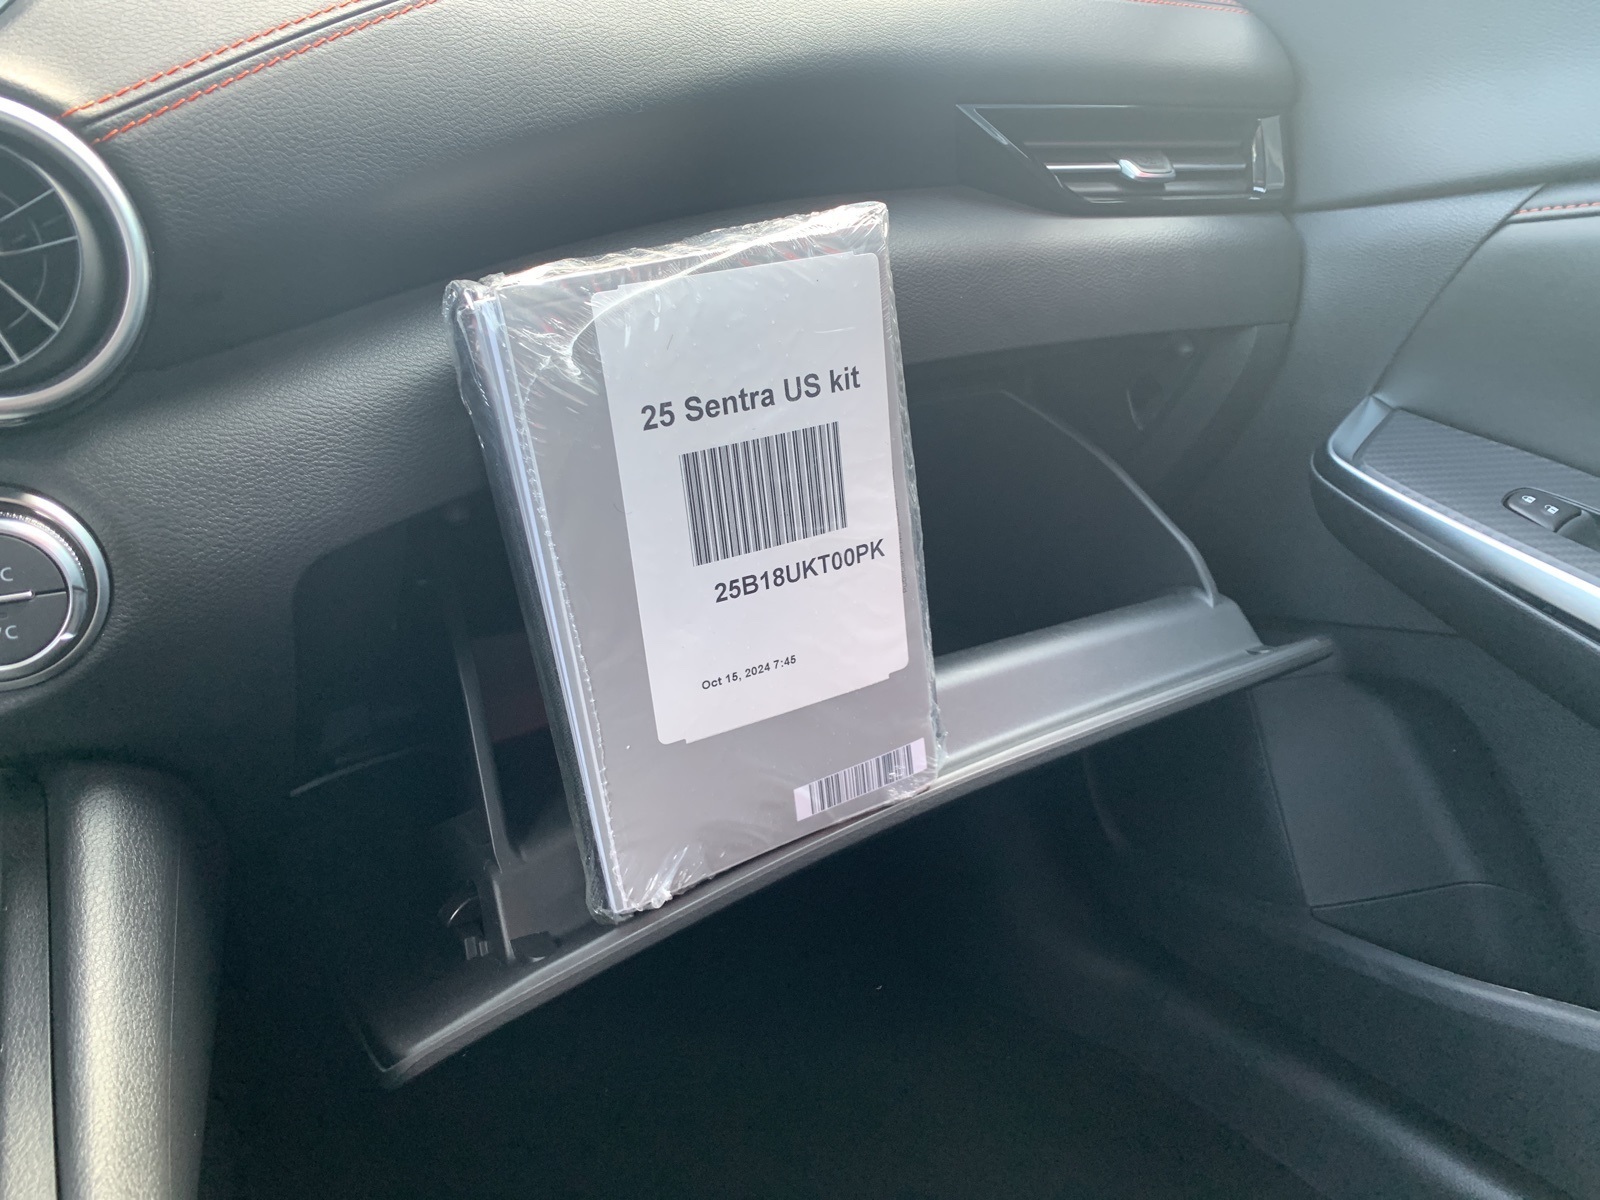 25 Sentra US kit
25B18UKT00PK
Oct 15, 2024 7:45